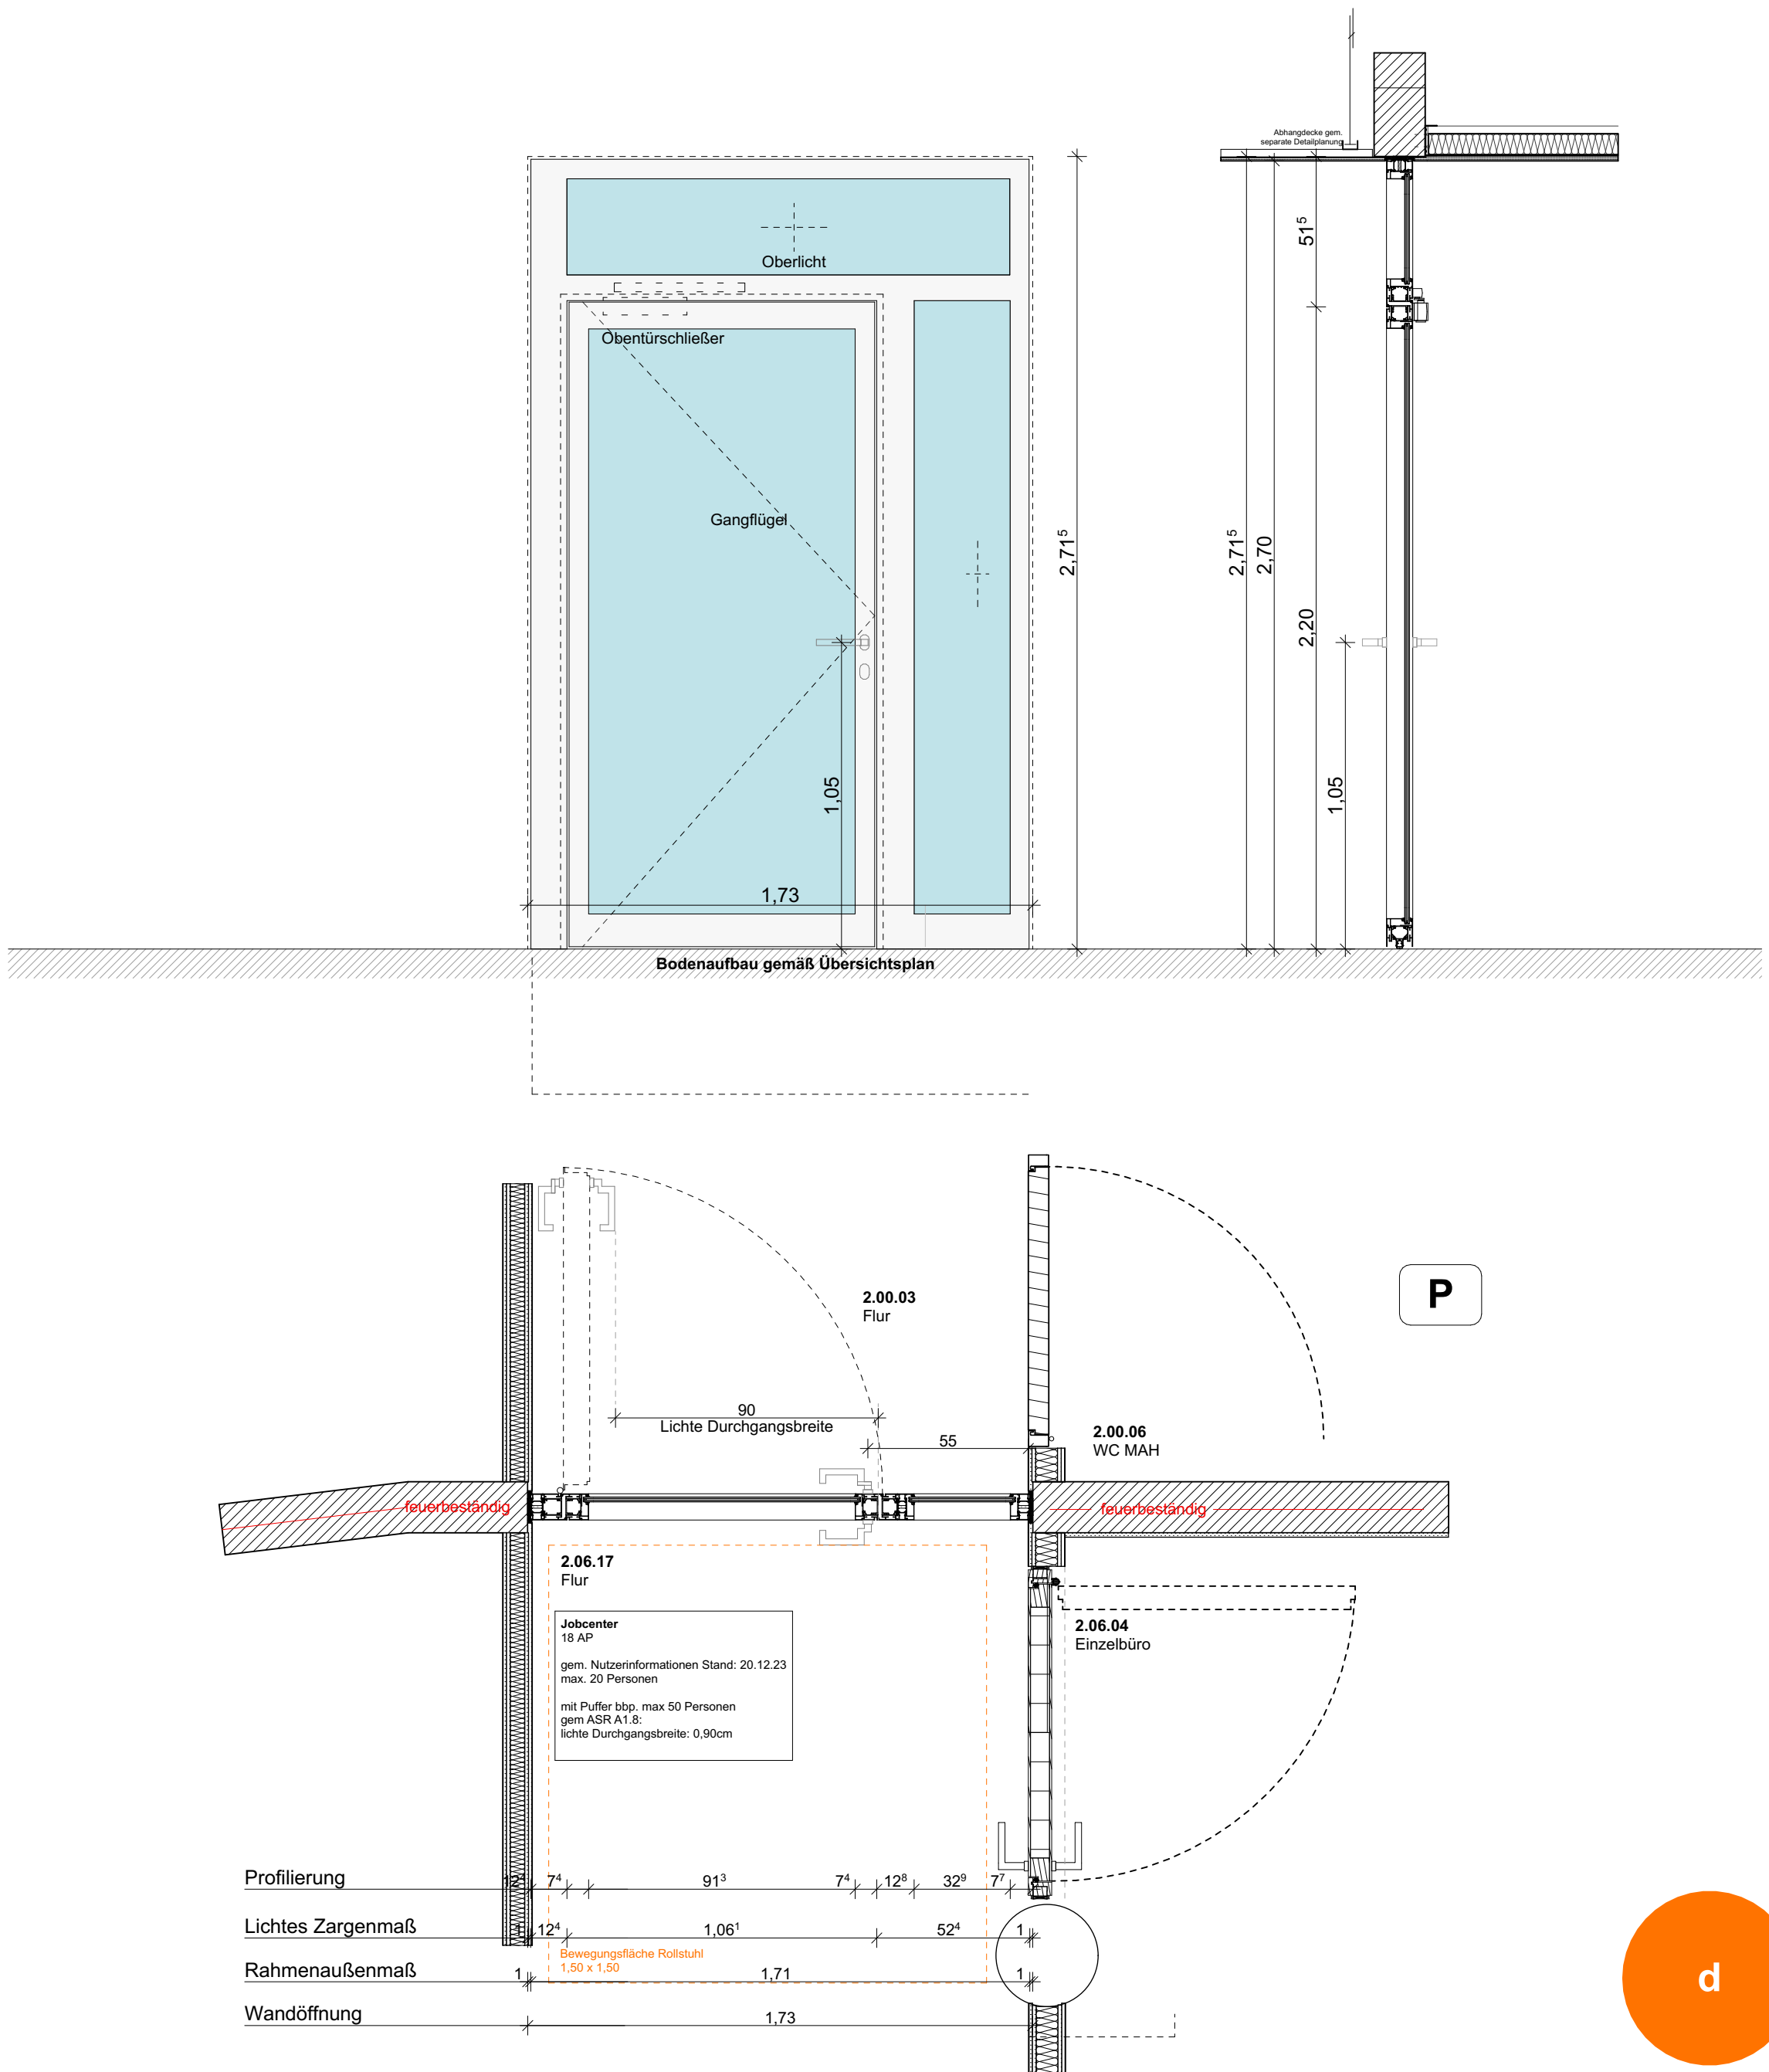 Abhangdecke gem.
separate Detailplanung
Oberlicht
Obentürschließer
Gangflügel
51⁵
2,71⁵
2,71⁵
2,70
2,20
1,05
1,05
1,73
Bodenaufbau gemäß Übersichtsplan
2.00.03
Flur
P
90
Lichte Durchgangsbreite
55
2.00.06
WC MAH
feuerbeständig
feuerbeständig
2.06.17
Flur
Jobcenter
18 AP
gem. Nutzerinformationen Stand: 20.12.23
max. 20 Personen
mit Puffer bbp. max 50 Personen
gem ASR A1.8:
lichte Durchgangsbreite: 0,90cm
2.06.04
Einzelbüro
Profilierung 12⁴ 7⁴ 91³ 7⁴ 12⁸ 32⁹ 7⁷
Lichtes Zargenmaß 1 12⁴ 1,06¹ 52⁴ 1
Bewegungsfläche Rollstuhl
1,50 x 1,50
Rahmenaußenmaß 1 1,71 1
Wandöffnung 1,73
d